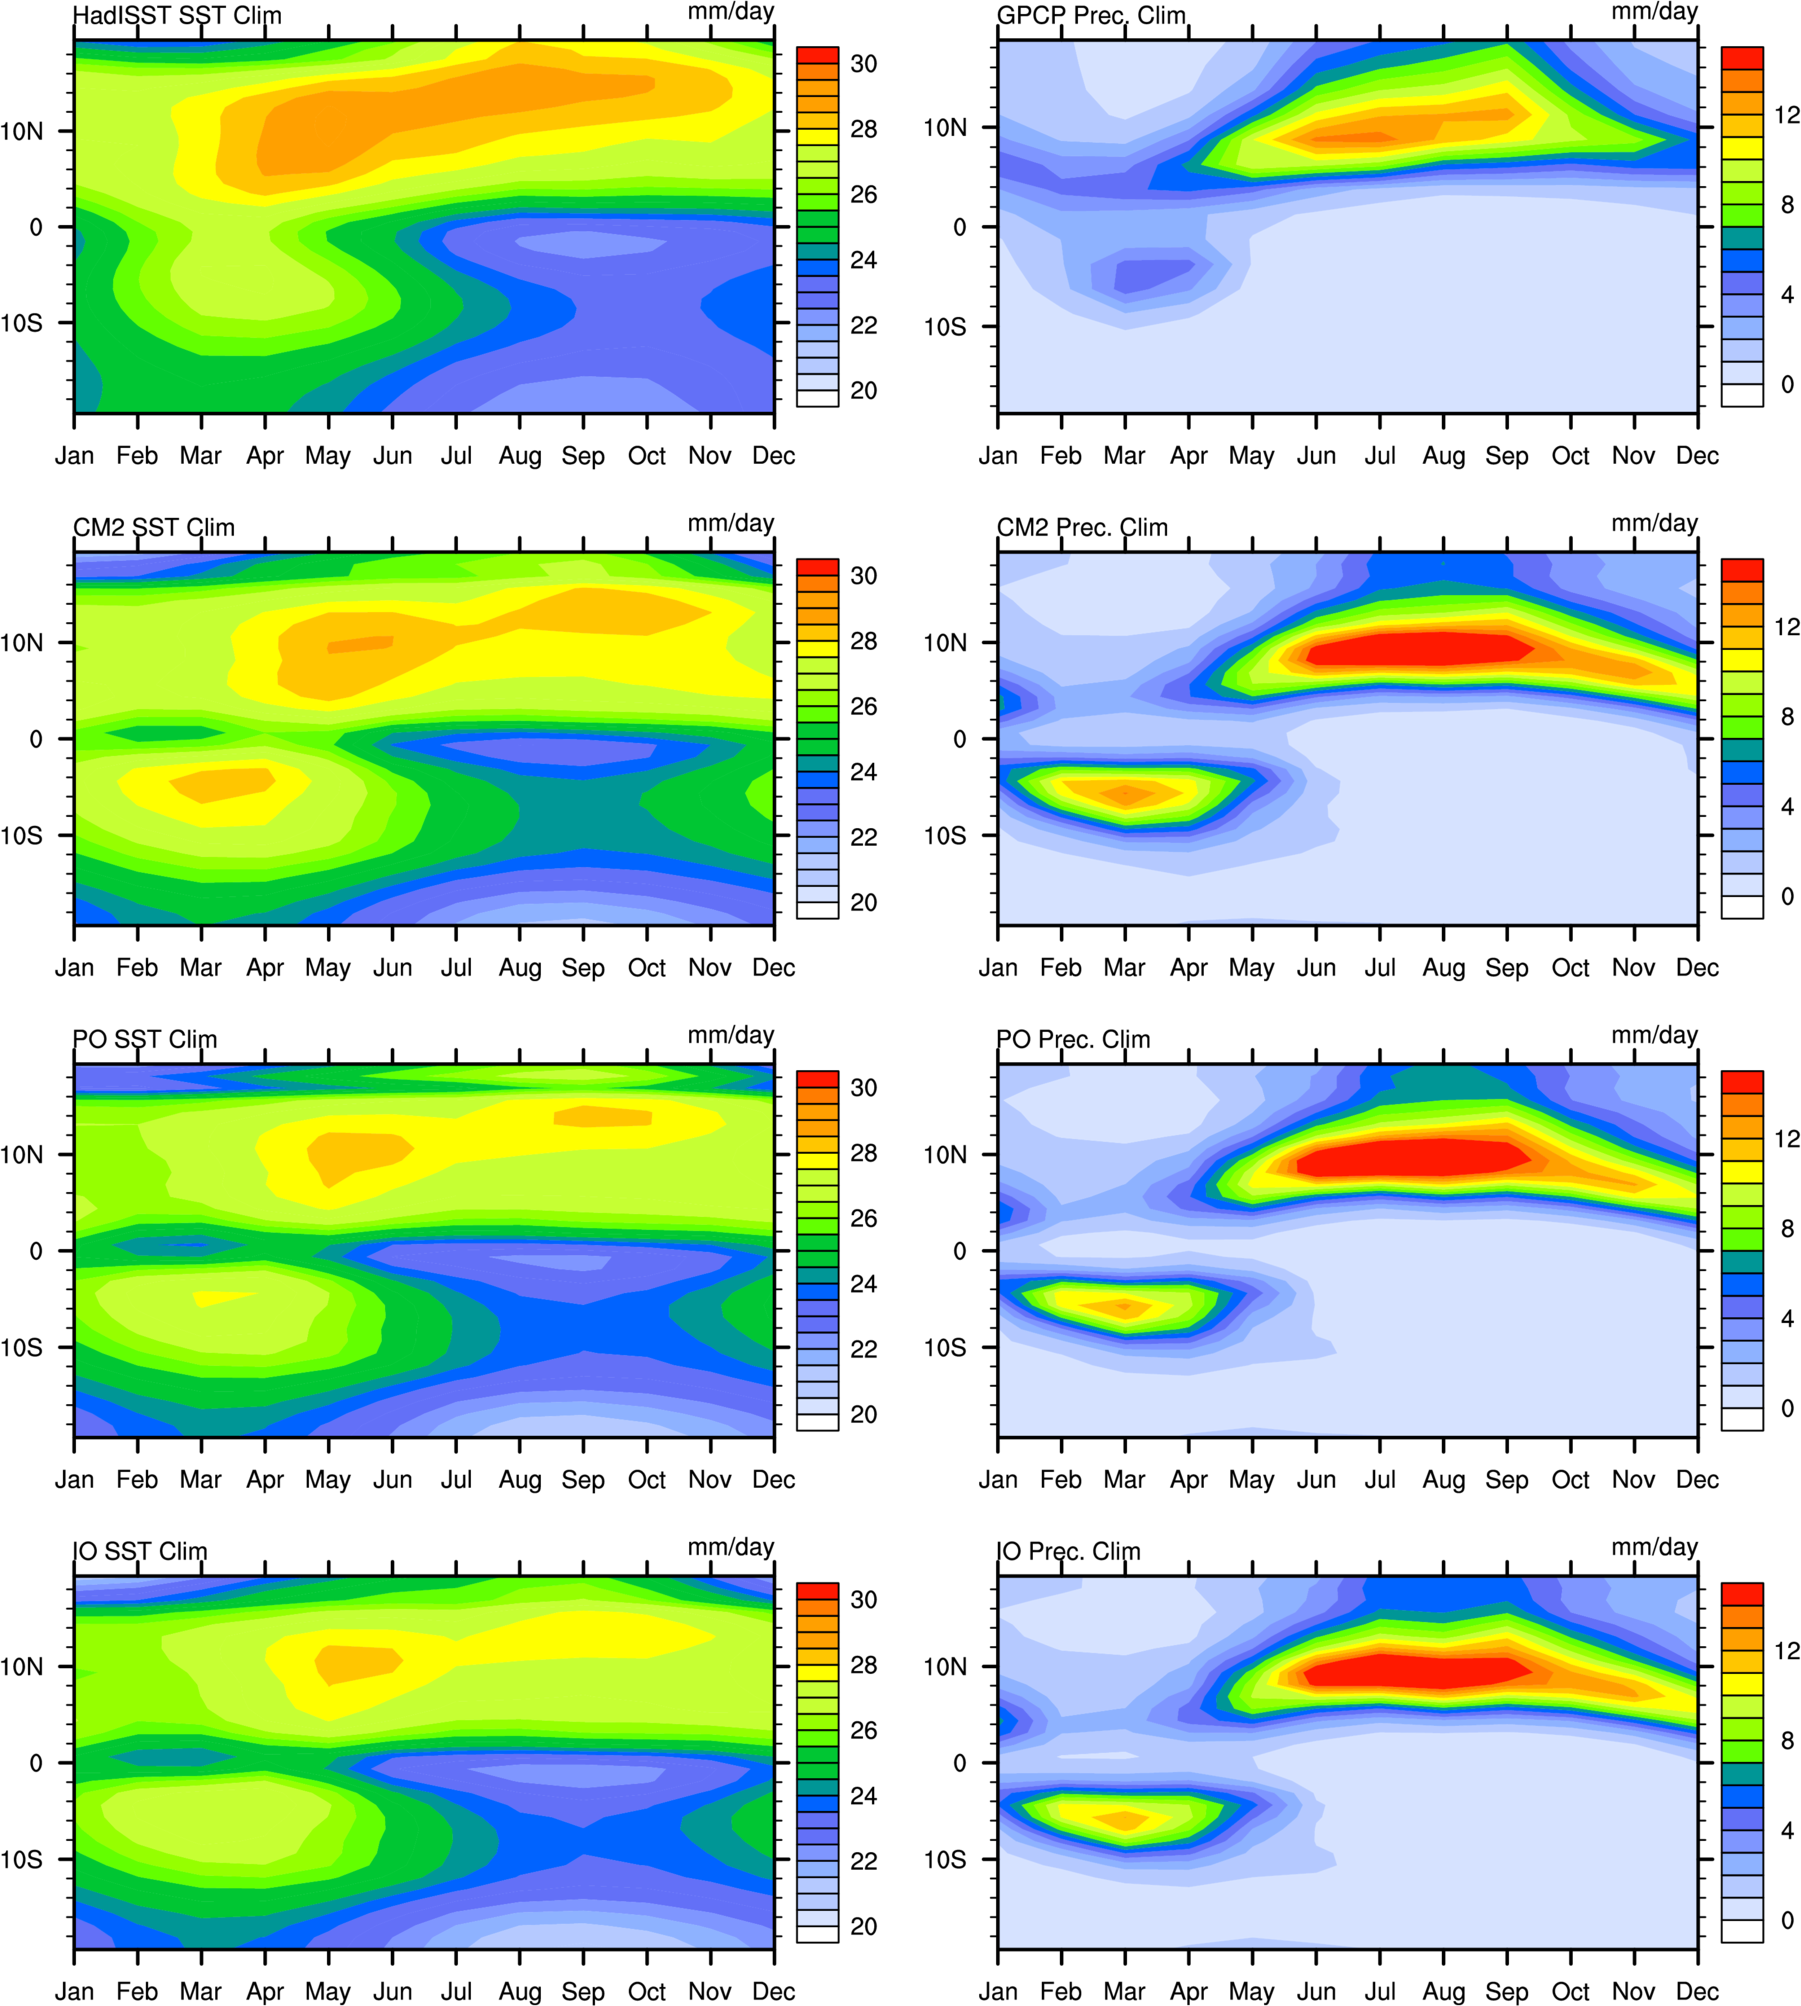 HadISST SST Clim mm/day
30
28
26
24
22
20
10N
0
10S
Jan Feb Mar Apr May Jun Jul Aug Sep Oct Nov Dec
GPCP Prec. Clim mm/day
12
8
4
0
10N
0
10S
Jan Feb Mar Apr May Jun Jul Aug Sep Oct Nov Dec
CM2 SST Clim mm/day
30
28
26
24
22
20
10N
0
10S
Jan Feb Mar Apr May Jun Jul Aug Sep Oct Nov Dec
CM2 Prec. Clim mm/day
12
8
4
0
10N
0
10S
Jan Feb Mar Apr May Jun Jul Aug Sep Oct Nov Dec
PO SST Clim mm/day
30
28
26
24
22
20
10N
0
10S
Jan Feb Mar Apr May Jun Jul Aug Sep Oct Nov Dec
PO Prec. Clim mm/day
12
8
4
0
10N
0
10S
Jan Feb Mar Apr May Jun Jul Aug Sep Oct Nov Dec
IO SST Clim mm/day
30
28
26
24
22
20
10N
0
10S
Jan Feb Mar Apr May Jun Jul Aug Sep Oct Nov Dec
IO Prec. Clim mm/day
12
8
4
0
10N
0
10S
Jan Feb Mar Apr May Jun Jul Aug Sep Oct Nov Dec